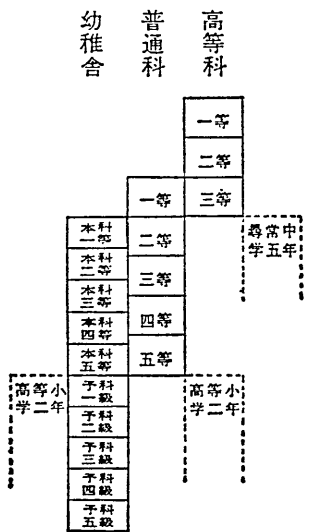 高等科
普通科
幼稚舎
一等
二等
三等
一等
二等
三等
四等
五等
本科一等
本科二等
本科三等
本科四等
本科五等
予科一級
予科二級
予科三級
予科四級
予科五級
尋常中学五年
高等小学二年
高等小学二年